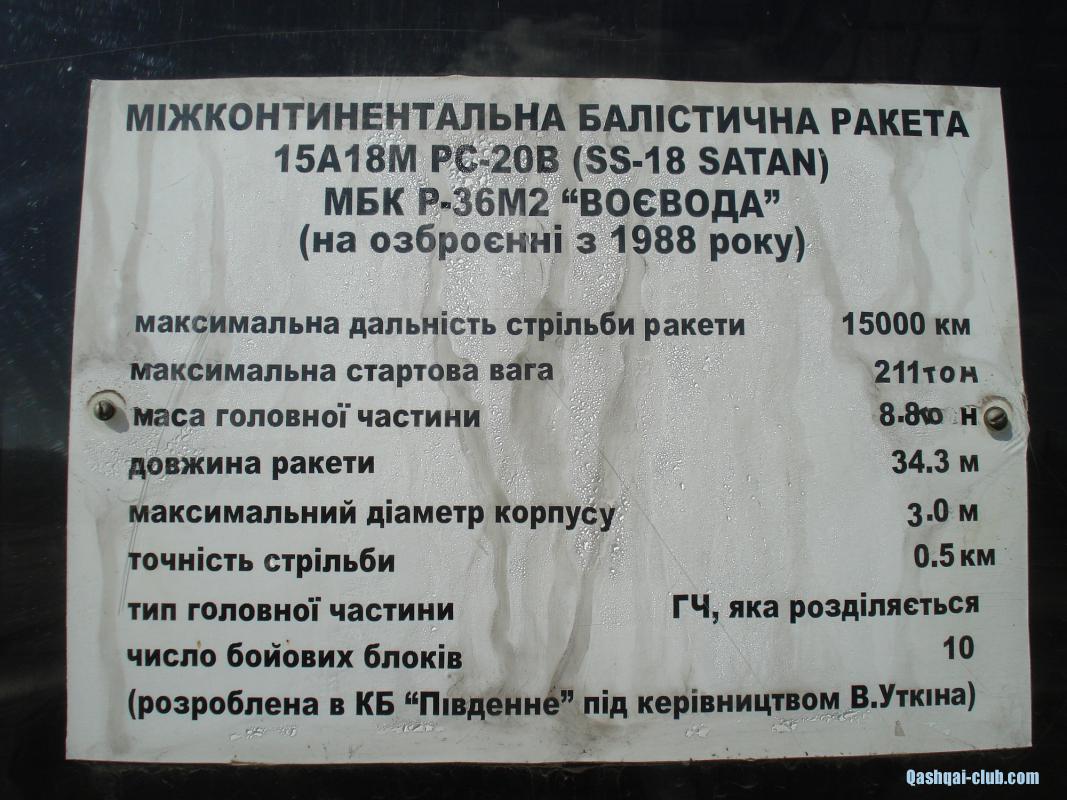 МІЖКОНТИНЕНТАЛЬНА БАЛІСТИЧНА РАКЕТА
15А18М РС-20В (SS-18 SATAN)
МБК Р-36М2 “ВОЄВОДА”
(на озброєнні з 1988 року)
максимальна дальність стрільби ракети 15000 км
максимальна стартова вага 211тон
маса головної частини 8.8то н
довжина ракети 34.3 м
максимальний діаметр корпусу 3.0 м
точність стрільби 0.5 км
тип головної частини ГЧ, яка розділяється
число бойових блоків 10
(розроблена в КБ “Південне” під керівництвом В.Уткіна)
Qashqai-club.com